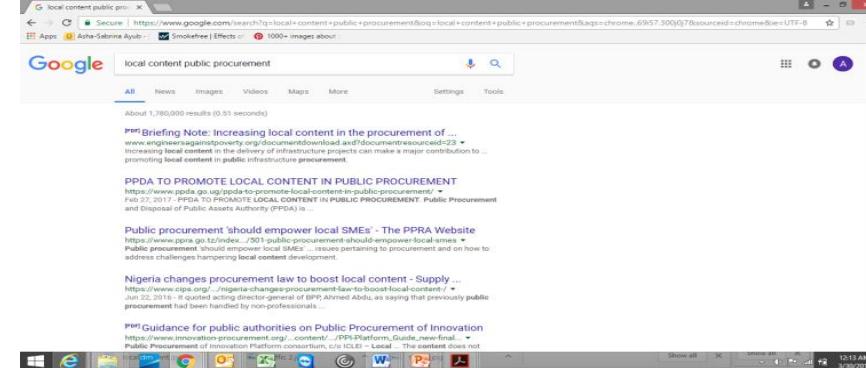 local content public pro
Secure https://www.google.com/search?q=local+content+public+procurement&oq=local+content+public+procurement&aqs=chrome..69i57.300j0j7&sourceid=chrome&ie=UTF-8
Apps Asha-Sabrina Ayub - Smokefree | Effects of 1000+ images about
Google local content public procurement A
All News Images Videos Maps More Settings Tools
About 1,780,000 results (0.51 seconds)
[PDF] Briefing Note: Increasing local content in the procurement of ...
www.engineersagainstpoverty.org/documentdownload.axd?documentresourceid=23
Increasing local content in the delivery of infrastructure projects can make a major contribution to ...
promoting local content in public infrastructure procurement.
PPDA TO PROMOTE LOCAL CONTENT IN PUBLIC PROCUREMENT
https://www.ppda.go.ug/ppda-to-promote-local-content-in-public-procurement/
Feb 27, 2017 - PPDA TO PROMOTE LOCAL CONTENT IN PUBLIC PROCUREMENT. Public Procurement
and Disposal of Public Assets Authority (PPDA) is ...
Public procurement 'should empower local SMEs' - The PPRA Website
https://www.ppra.go.tz/index.../501-public-procurement-should-empower-local-smes
Public procurement 'should empower local SMEs' ... issues pertaining to procurement and on how to
address challenges hampering local content development.
Nigeria changes procurement law to boost local content - Supply ...
https://www.cips.org/.../nigeria-changes-procurement-law-to-boost-local-content-/
Jun 22, 2016 - It quoted acting director-general of BPP, Ahmed Abdu, as saying that previously public
procurement had been handled by non-professionals ...
[PDF] Guidance for public authorities on Public Procurement of Innovation
https://www.innovation-procurement.org/...content/.../PPI-Platform_Guide_new-final...
Public Procurement of Innovation Platform consortium, c/o ICLEI – Local ... The content does not
Show all
12:13 AM